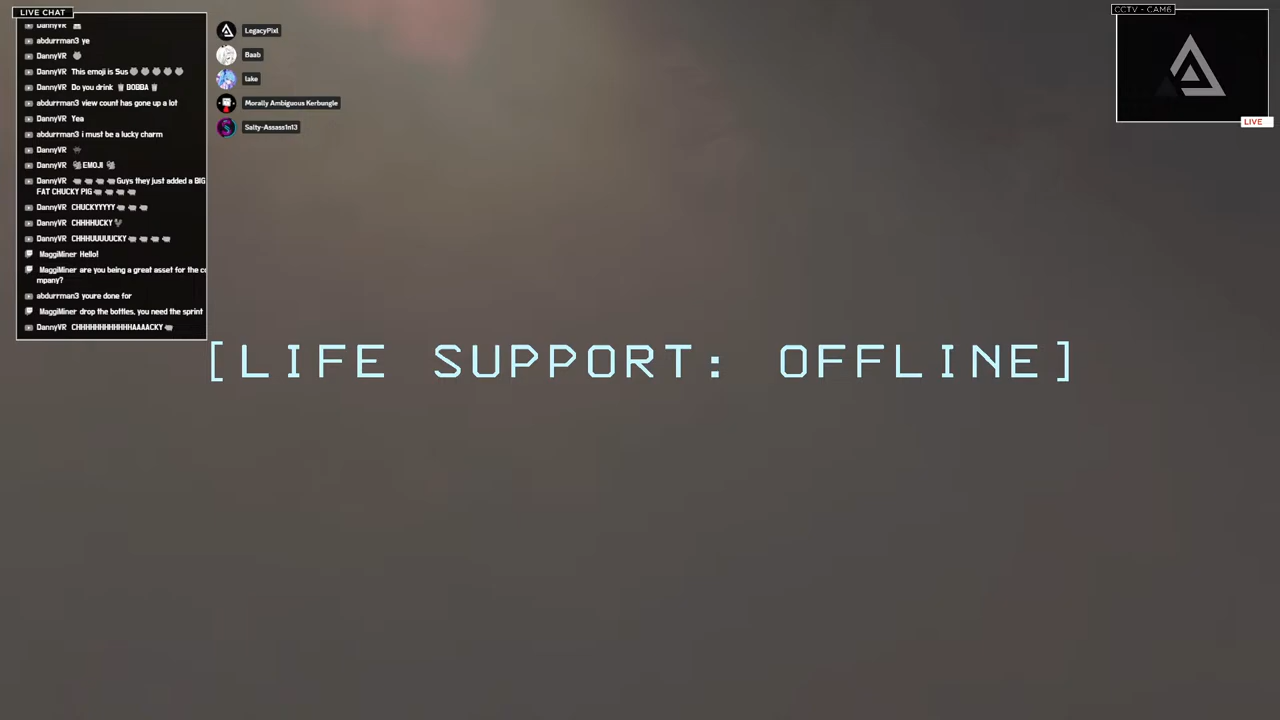 LIVE CHAT
DannyVR
abdurrman3 ye
DannyVR
DannyVR This emoji is Sus
DannyVR Do you drink BOBBA
abdurrman3 view count has gone up a lot
DannyVR Yea
abdurrman3 i must be a lucky charm
DannyVR
DannyVR EMOJI
DannyVR Guys they just added a BIG
FAT CHUCKY PIG
DannyVR CHUCKYYYYY
DannyVR CHHHHUCKY
DannyVR CHHHUUUUUCKY
MaggiMiner Hello!
MaggiMiner are you being a great asset for the co
mpany?
abdurrman3 youre done for
MaggiMiner drop the bottles, you need the sprint
DannyVR CHHHHHHHHHHHHAAAACKY
LegacyPixl
Baab
lake
Morally Ambiguous Kerbungle
Salty-Assass1n13
CCTV - CAM6
LIVE
[LIFE SUPPORT: OFFLINE]